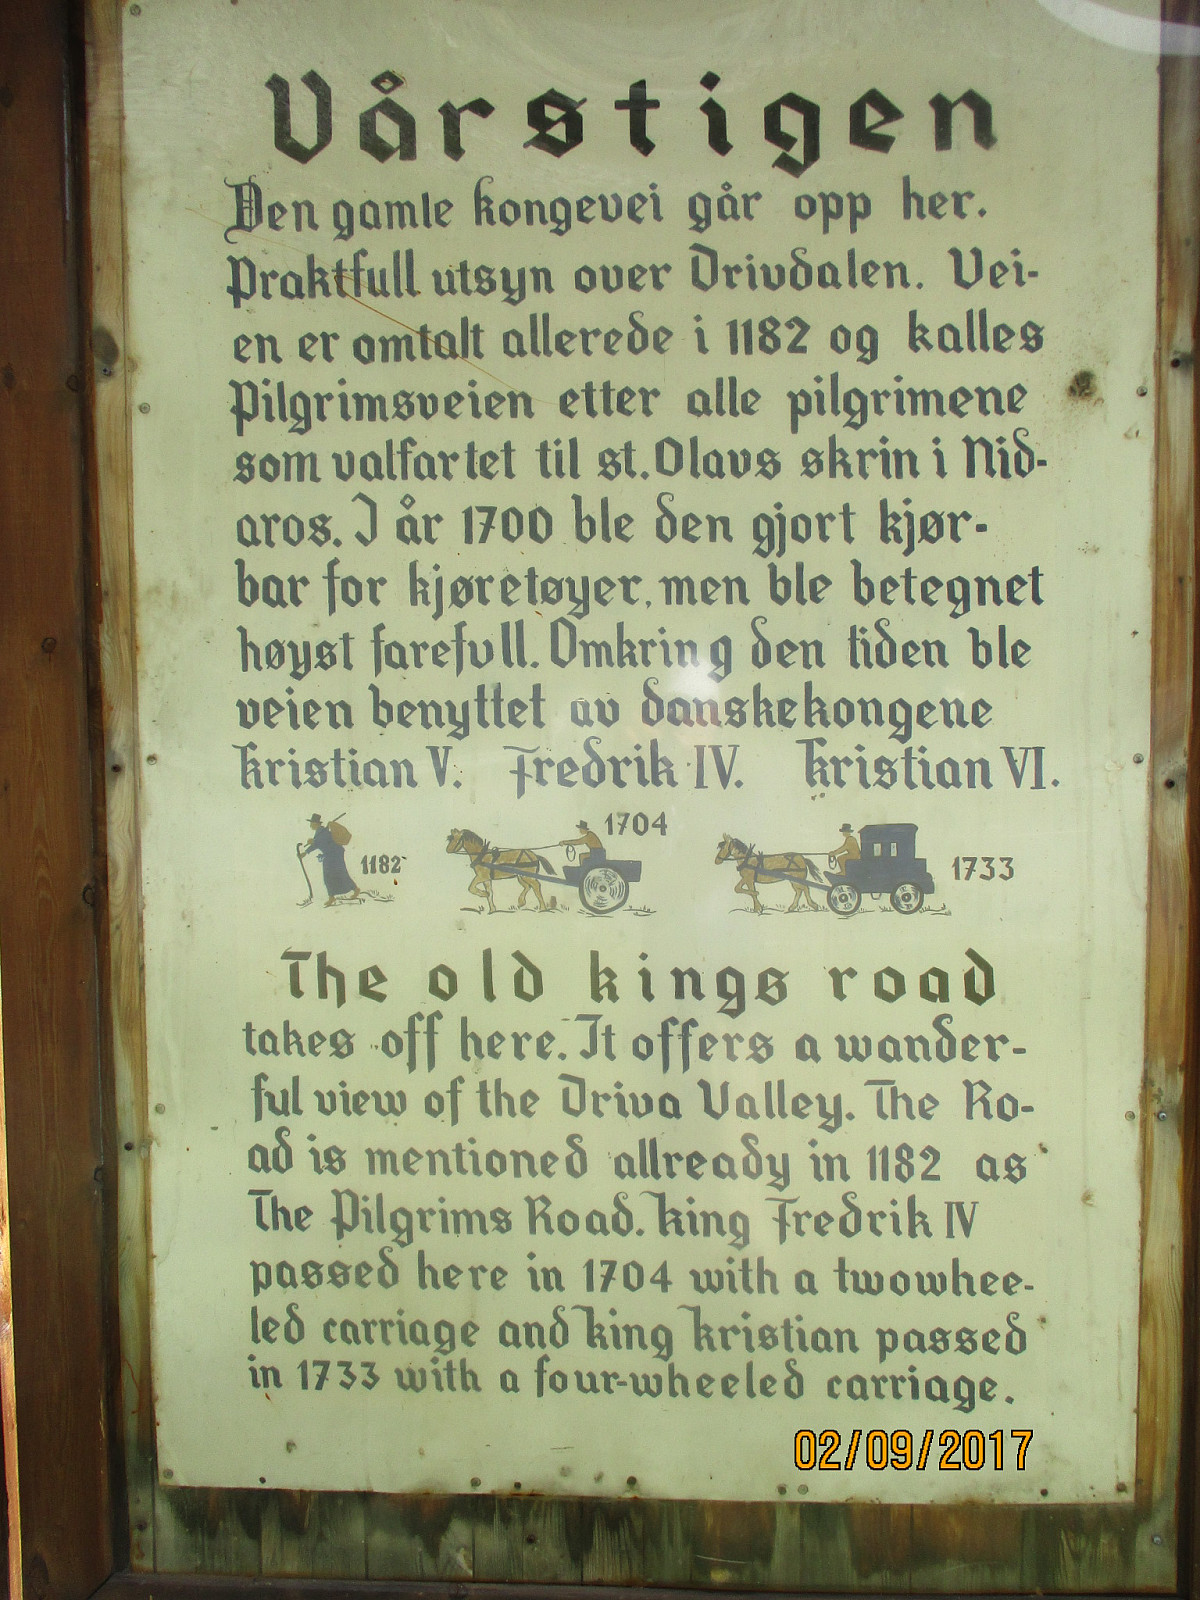 Vårstigen
Den gamle kongevei går opp her.
Praktfull utsyn over Drivdalen. Vei-
en er omtalt allerede i 1182 og kalles
Pilgrimsveien etter alle pilgrimene
som valfartet til st. Olavs skrin i Nid-
aros. I år 1700 ble den gjort kjør-
bar for kjøretøyer, men ble betegnet
høyst farefull. Omkring den tiden ble
veien benyttet av danskekongene
Kristian V. Fredrik IV. Kristian VI.
1182 1704 1733
The old kings road
takes off here. It offers a wander-
ful view of the Driva Valley. The Ro-
ad is mentioned allready in 1182 as
The Pilgrims Road. King Fredrik IV
passed here in 1704 with a twowhee-
led carriage and King Kristian passed
in 1733 with a four-wheeled carriage.
02/09/2017